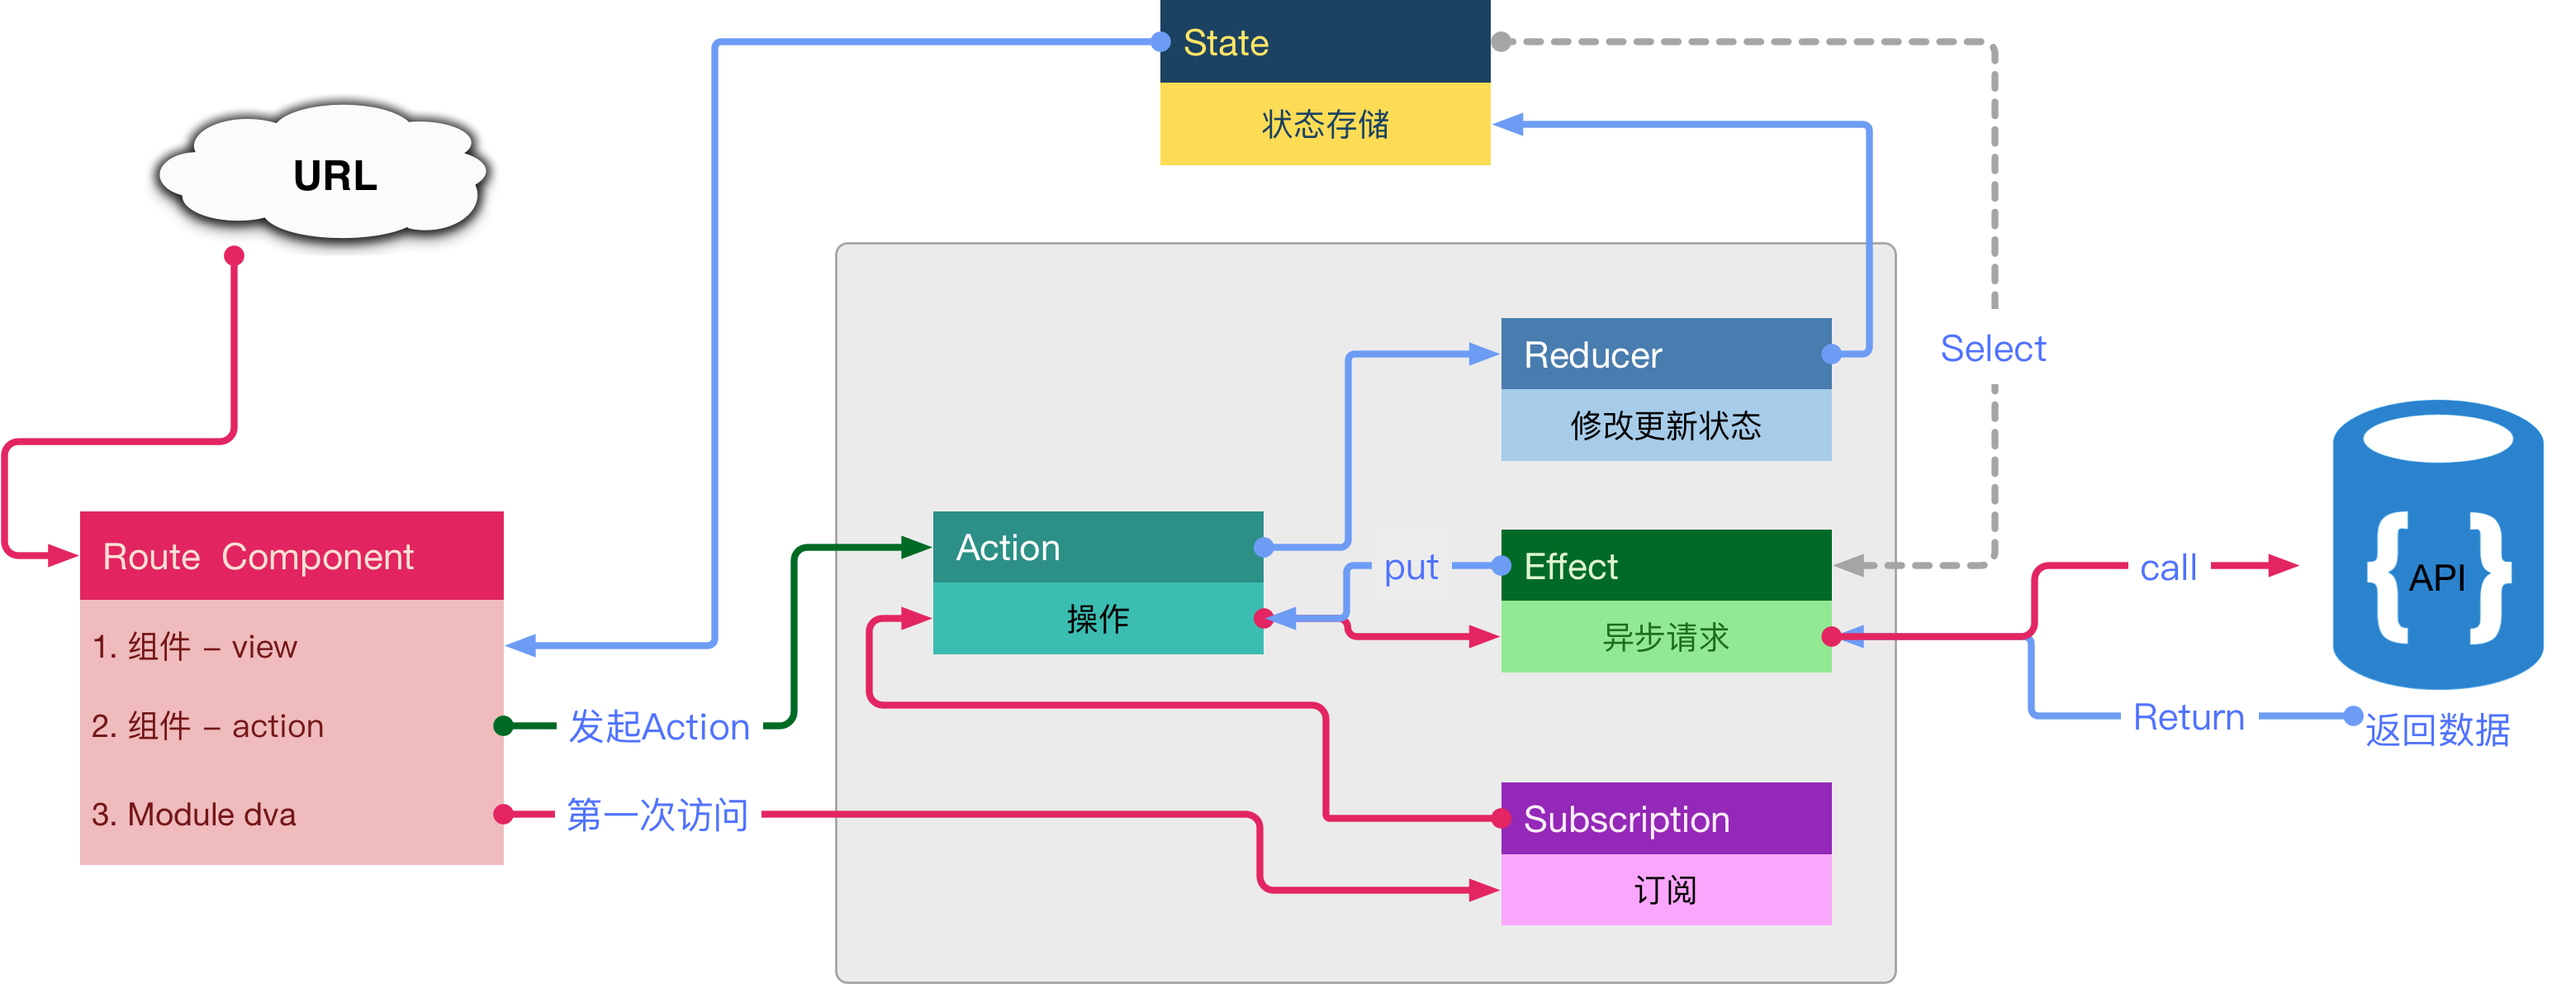 State
状态存储
URL
Select
Reducer
修改更新状态
Route Component
1. 组件 – view
2. 组件 – action
3. Module dva
发起Action
第一次访问
Action
操作
put
Effect
异步请求
call
Return
API
返回数据
Subscription
订阅